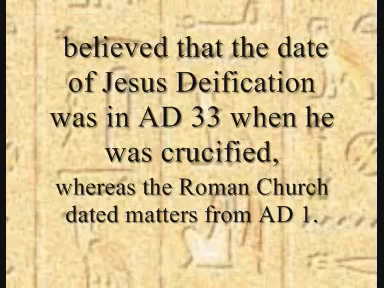 believed that the date
of Jesus Deification
was in AD 33 when he
was crucified,
whereas the Roman Church
dated matters from AD 1.